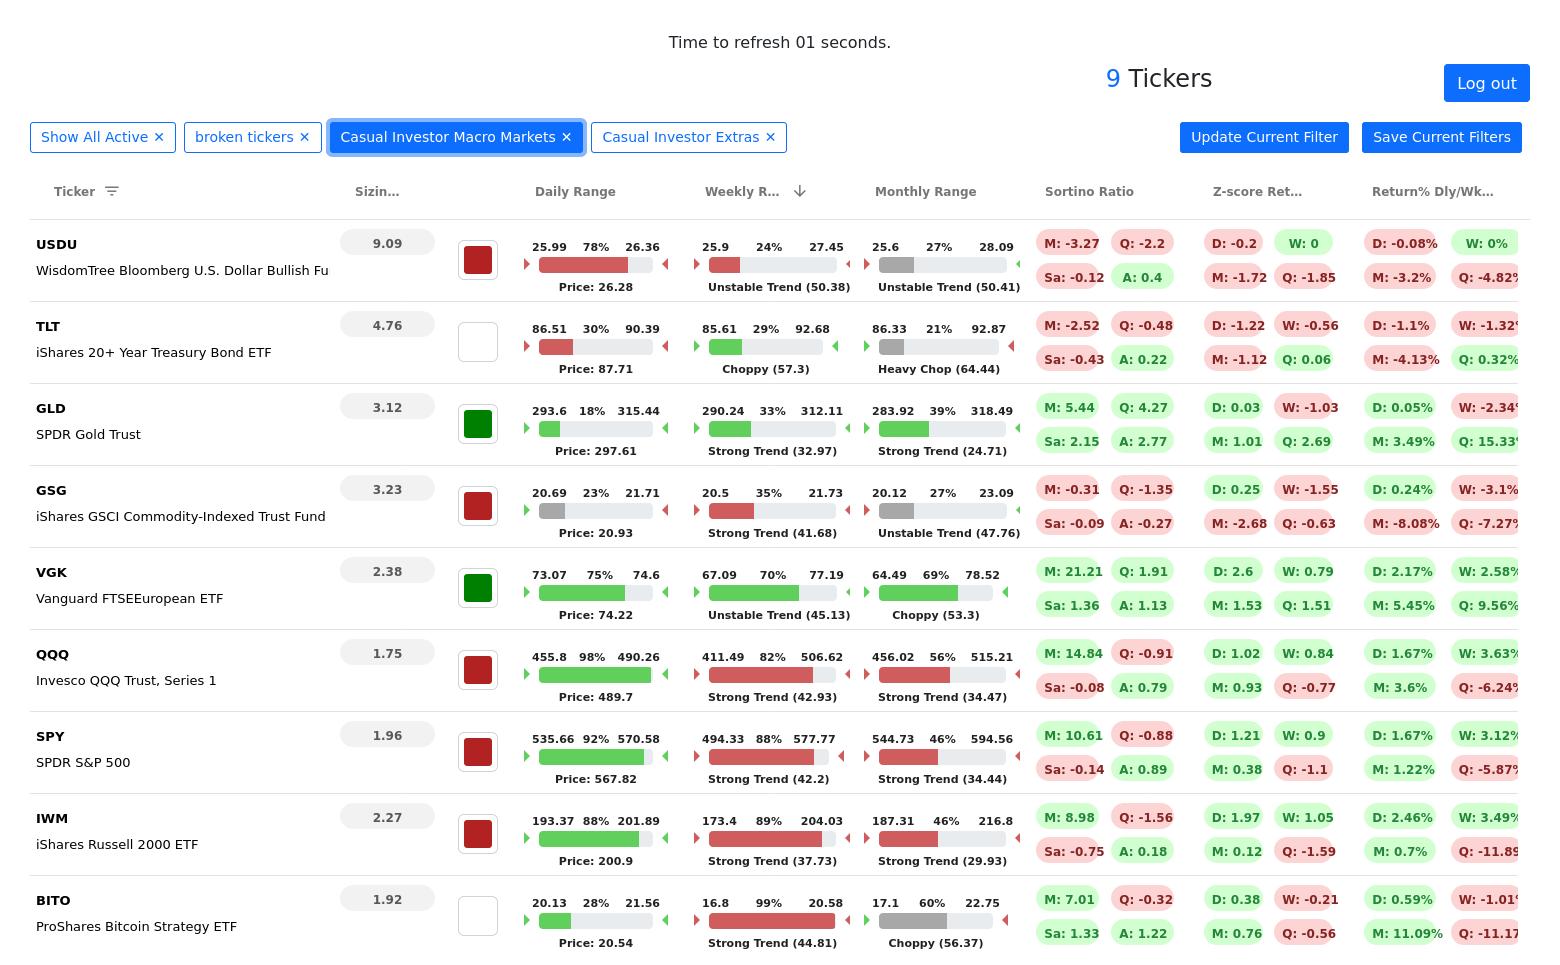 Time to refresh 01 seconds.
9 Tickers
Log out
Show All Active ✕ broken tickers ✕ Casual Investor Macro Markets ✕ Casual Investor Extras ✕ Update Current Filter Save Current Filters
Ticker Sizin... Daily Range Weekly R... Monthly Range Sortino Ratio Z-score Ret... Return% Dly/Wk...
USDU 9.09 25.99 78% 26.36 25.9 24% 27.45 25.6 27% 28.09 M: -3.27 Q: -2.2 D: -0.2 W: 0 D: -0.08% W: 0%
WisdomTree Bloomberg U.S. Dollar Bullish Fu Price: 26.28 Unstable Trend (50.38) Unstable Trend (50.41) Sa: -0.12 A: 0.4 M: -1.72 Q: -1.85 M: -3.2% Q: -4.82%
TLT 4.76 86.51 30% 90.39 85.61 29% 92.68 86.33 21% 92.87 M: -2.52 Q: -0.48 D: -1.22 W: -0.56 D: -1.1% W: -1.32%
iShares 20+ Year Treasury Bond ETF Price: 87.71 Choppy (57.3) Heavy Chop (64.44) Sa: -0.43 A: 0.22 M: -1.12 Q: 0.06 M: -4.13% Q: 0.32%
GLD 3.12 293.6 18% 315.44 290.24 33% 312.11 283.92 39% 318.49 M: 5.44 Q: 4.27 D: 0.03 W: -1.03 D: 0.05% W: -2.34%
SPDR Gold Trust Price: 297.61 Strong Trend (32.97) Strong Trend (24.71) Sa: 2.15 A: 2.77 M: 1.01 Q: 2.69 M: 3.49% Q: 15.33%
GSG 3.23 20.69 23% 21.71 20.5 35% 21.73 20.12 27% 23.09 M: -0.31 Q: -1.35 D: 0.25 W: -1.55 D: 0.24% W: -3.1%
iShares GSCI Commodity-Indexed Trust Fund Price: 20.93 Strong Trend (41.68) Unstable Trend (47.76) Sa: -0.09 A: -0.27 M: -2.68 Q: -0.63 M: -8.08% Q: -7.27%
VGK 2.38 73.07 75% 74.6 67.09 70% 77.19 64.49 69% 78.52 M: 21.21 Q: 1.91 D: 2.6 W: 0.79 D: 2.17% W: 2.58%
Vanguard FTSEEuropean ETF Price: 74.22 Unstable Trend (45.13) Choppy (53.3) Sa: 1.36 A: 1.13 M: 1.53 Q: 1.51 M: 5.45% Q: 9.56%
QQQ 1.75 455.8 98% 490.26 411.49 82% 506.62 456.02 56% 515.21 M: 14.84 Q: -0.91 D: 1.02 W: 0.84 D: 1.67% W: 3.63%
Invesco QQQ Trust, Series 1 Price: 489.7 Strong Trend (42.93) Strong Trend (34.47) Sa: -0.08 A: 0.79 M: 0.93 Q: -0.77 M: 3.6% Q: -6.24%
SPY 1.96 535.66 92% 570.58 494.33 88% 577.77 544.73 46% 594.56 M: 10.61 Q: -0.88 D: 1.21 W: 0.9 D: 1.67% W: 3.12%
SPDR S&P 500 Price: 567.82 Strong Trend (42.2) Strong Trend (34.44) Sa: -0.14 A: 0.89 M: 0.38 Q: -1.1 M: 1.22% Q: -5.87%
IWM 2.27 193.37 88% 201.89 173.4 89% 204.03 187.31 46% 216.8 M: 8.98 Q: -1.56 D: 1.97 W: 1.05 D: 2.46% W: 3.49%
iShares Russell 2000 ETF Price: 200.9 Strong Trend (37.73) Strong Trend (29.93) Sa: -0.75 A: 0.18 M: 0.12 Q: -1.59 M: 0.7% Q: -11.89
BITO 1.92 20.13 28% 21.56 16.8 99% 20.58 17.1 60% 22.75 M: 7.01 Q: -0.32 D: 0.38 W: -0.21 D: 0.59% W: -1.01%
ProShares Bitcoin Strategy ETF Price: 20.54 Strong Trend (44.81) Choppy (56.37) Sa: 1.33 A: 1.22 M: 0.76 Q: -0.56 M: 11.09% Q: -11.17